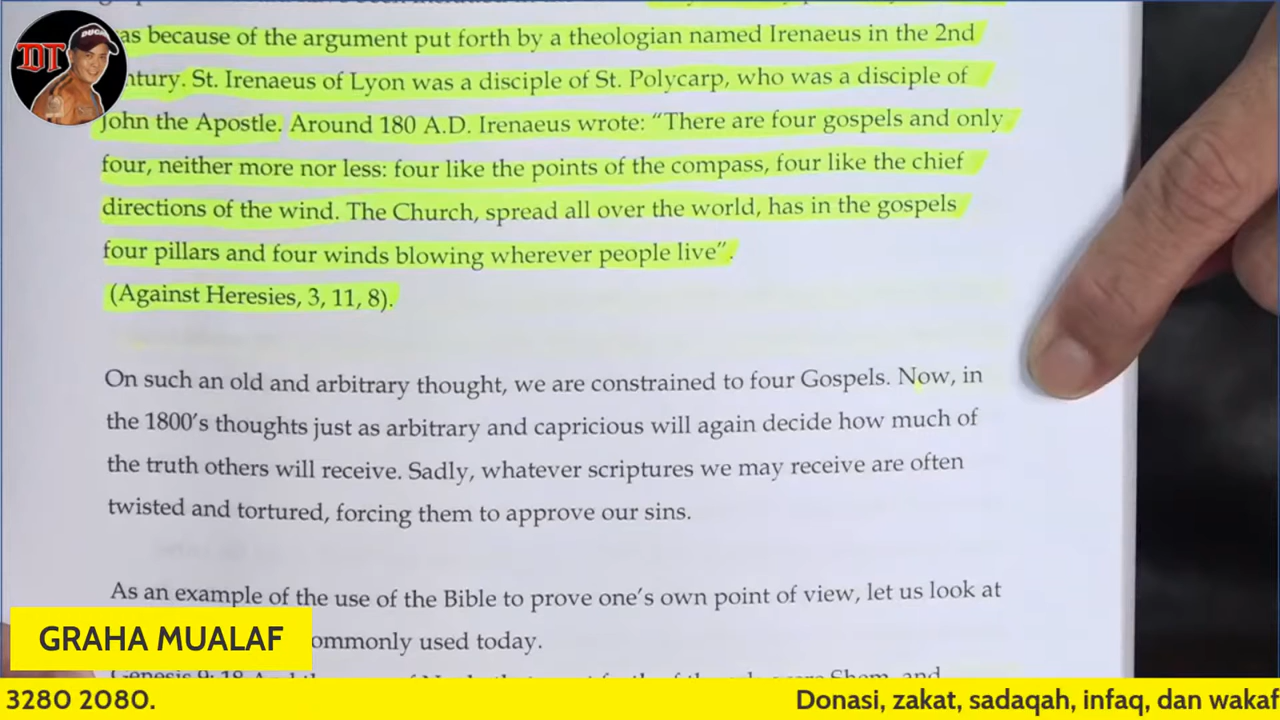 was because of the argument put forth by a theologian named Irenaeus in the 2nd
century. St. Irenaeus of Lyon was a disciple of St. Polycarp, who was a disciple of
John the Apostle. Around 180 A.D. Irenaeus wrote: “There are four gospels and only
four, neither more nor less: four like the points of the compass, four like the chief
directions of the wind. The Church, spread all over the world, has in the gospels
four pillars and four winds blowing wherever people live”.
(Against Heresies, 3, 11, 8).
On such an old and arbitrary thought, we are constrained to four Gospels. Now, in
the 1800’s thoughts just as arbitrary and capricious will again decide how much of
the truth others will receive. Sadly, whatever scriptures we may receive are often
twisted and tortured, forcing them to approve our sins.
As an example of the use of the Bible to prove one’s own point of view, let us look at
ommonly used today.
DT
DUCATI
GRAHA MUALAF
3280 2080. Donasi, zakat, sadaqah, infaq, dan wakaf